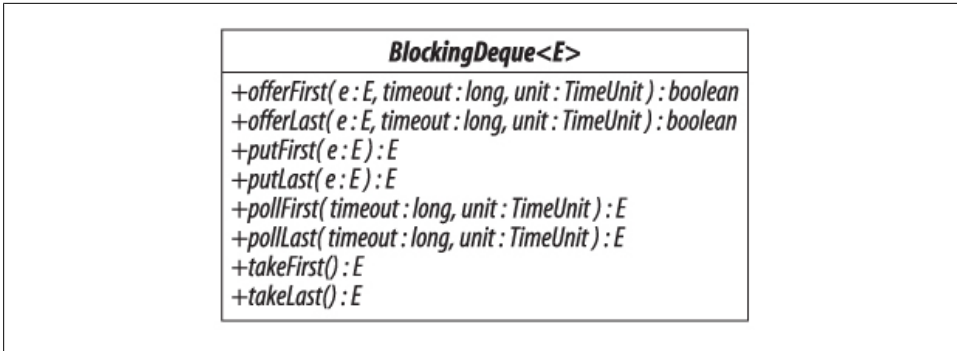 BlockingDeque<E>
+offerFirst( e : E, timeout : long, unit : TimeUnit ) : boolean
+offerLast( e : E, timeout : long, unit : TimeUnit ) : boolean
+putFirst( e : E ) : E
+putLast( e : E ) : E
+pollFirst( timeout : long, unit : TimeUnit ) : E
+pollLast( timeout : long, unit : TimeUnit ) : E
+takeFirst() : E
+takeLast() : E